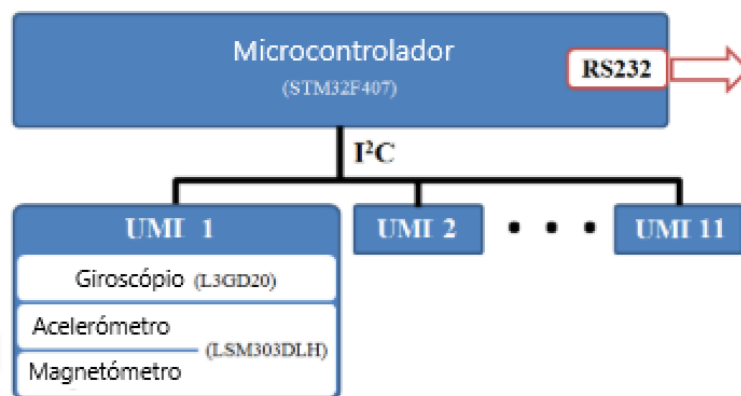 Microcontrolador
(STM32F407)
RS232
I²C
UMI 1
UMI 2
UMI 11
Giroscópio (L3GD20)
Acelerómetro
(LSM303DLH)
Magnetómetro